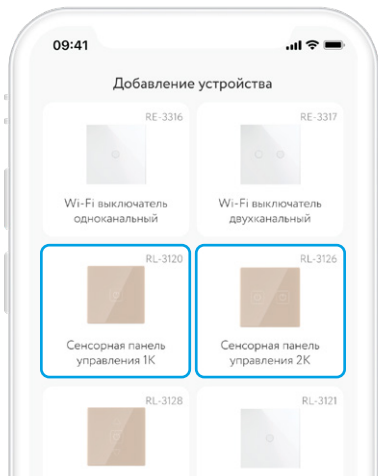 09:41
Добавление устройства
RE-3316
RE-3317
Wi-Fi выключатель
одноканальный
Wi-Fi выключатель
двухканальный
RL-3120
RL-3126
Сенсорная панель
управления 1К
Сенсорная панель
управления 2К
RL-3128
RL-3121